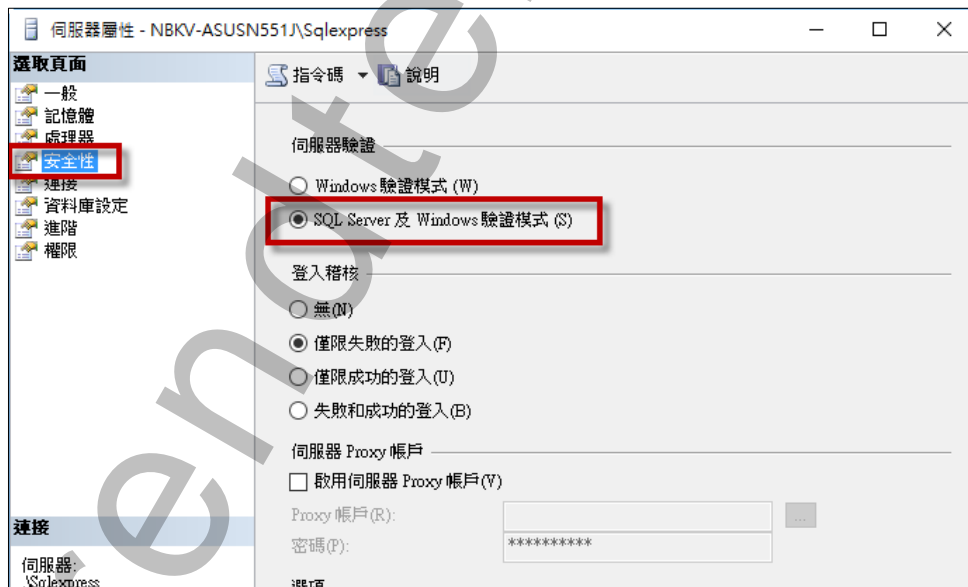 伺服器屬性 - NBKV-ASUSN551J\Sqlexpress
選取頁面
一般
記憶體
處理器
安全性
連接
資料庫設定
進階
權限
指令碼
說明
伺服器驗證
Windows 驗證模式 (W)
SQL Server 及 Windows 驗證模式 (S)
登入稽核
無(N)
僅限失敗的登入(F)
僅限成功的登入(U)
失敗和成功的登入(B)
伺服器 Proxy 帳戶
啟用伺服器 Proxy 帳戶(V)
Proxy 帳戶(R):
...
密碼(P):
**********
選項
連接
伺服器:
.\Sqlexpress